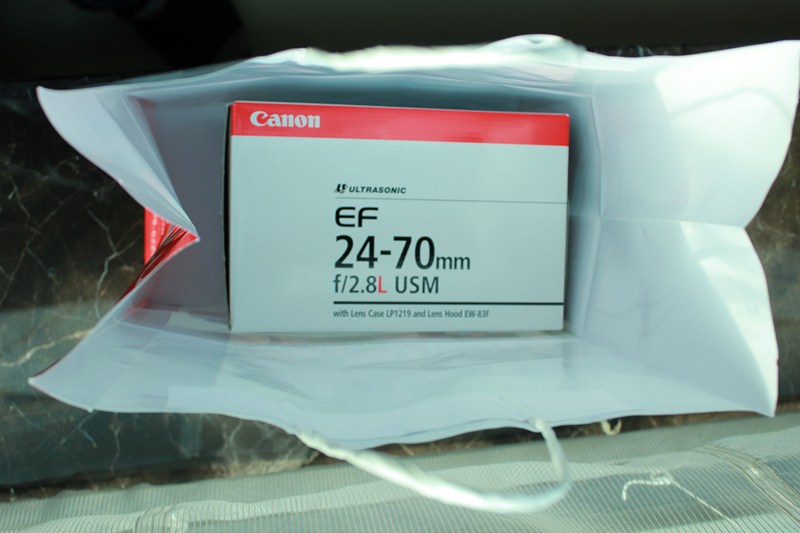 Canon
ULTRASONIC
EF
24-70mm
f/2.8L USM
with Lens Case LP1219 and Lens Hood EW-83F